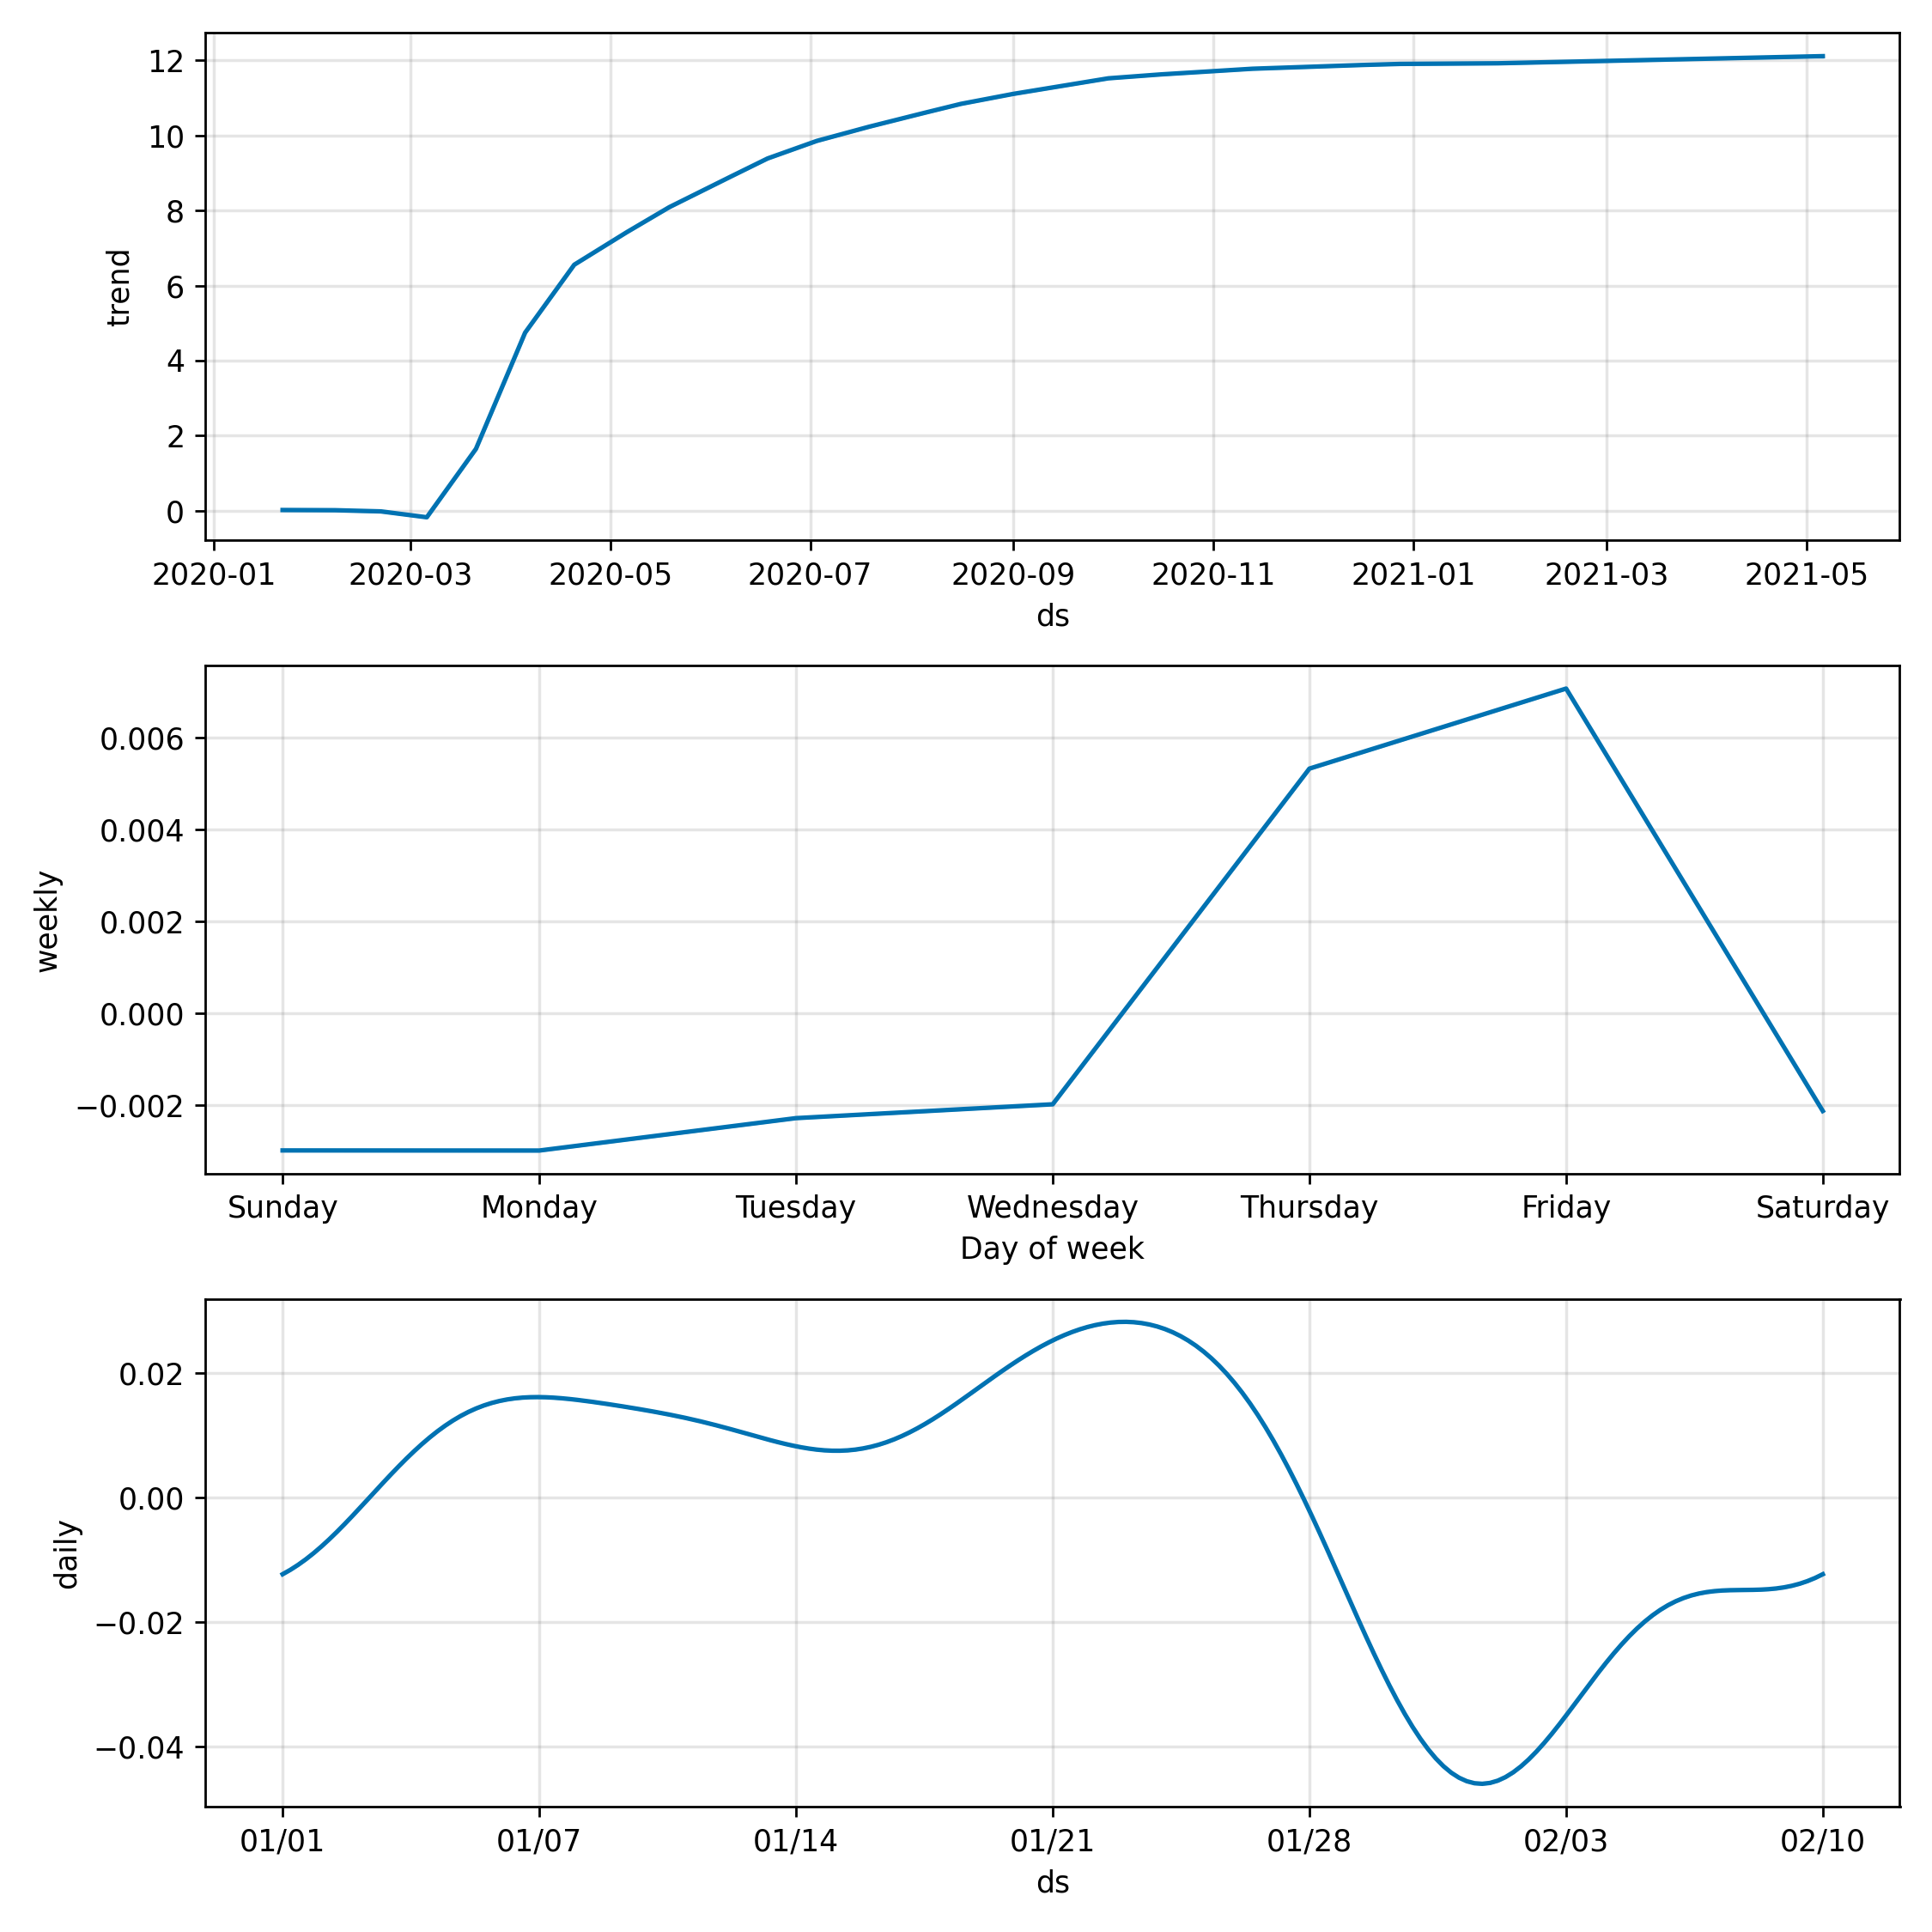 12
10
8
6
4
2
0
trend
2020-01 2020-03 2020-05 2020-07 2020-09 2020-11 2021-01 2021-03 2021-05
ds
0.006
0.004
0.002
0.000
−0.002
weekly
Sunday Monday Tuesday Wednesday Thursday Friday Saturday
Day of week
0.02
0.00
−0.02
−0.04
daily
01/01 01/07 01/14 01/21 01/28 02/03 02/10
ds